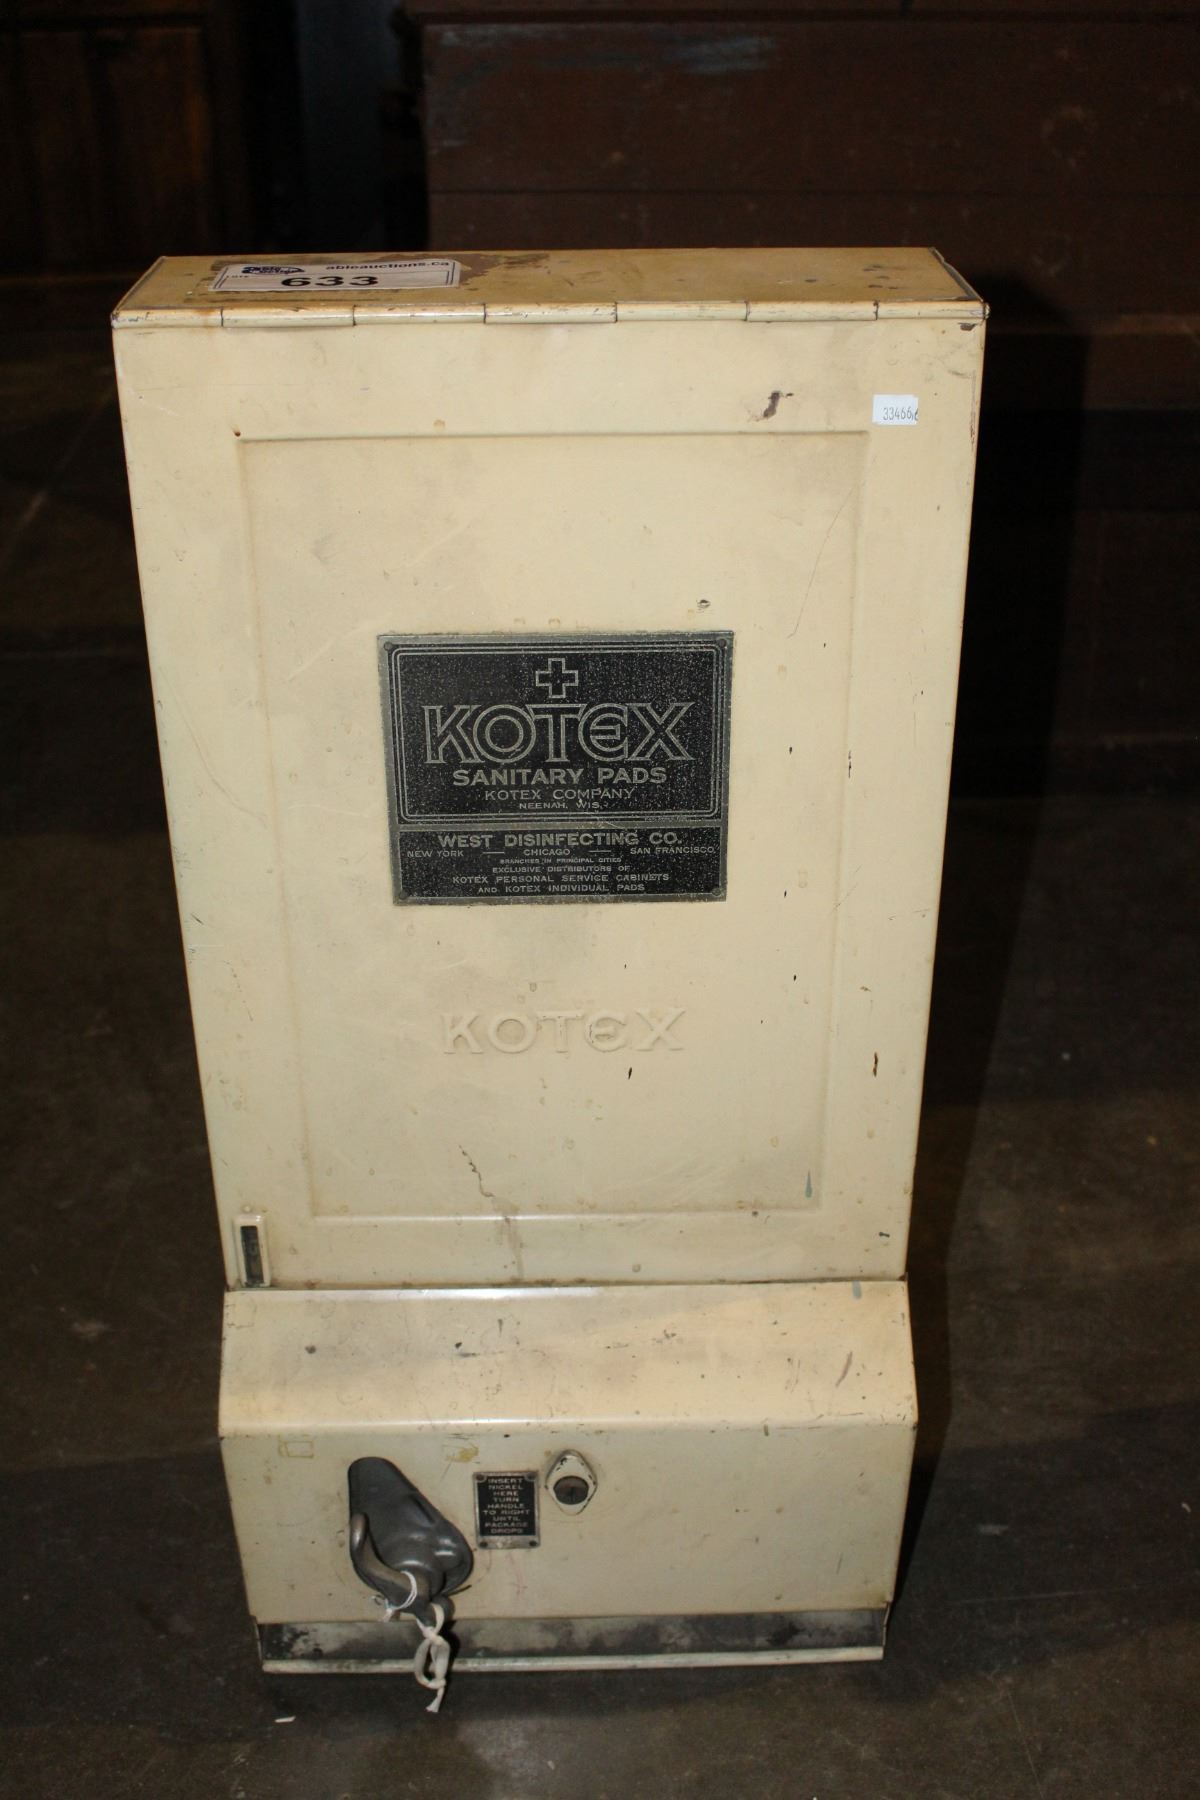 ableauctions.ca
633
33466
KOTEX
SANITARY PADS
KOTEX COMPANY
NEENAH, WIS.
WEST DISINFECTING CO.
NEW YORK — CHICAGO — SAN FRANCISCO
BRANCHES IN PRINCIPAL CITIES
EXCLUSIVE DISTRIBUTORS OF
KOTEX PERSONAL SERVICE CABINETS
AND KOTEX INDIVIDUAL PADS
KOTEX
INSERT
NICKEL
HERE
TURN
HANDLE
TO RIGHT
UNTIL
PACKAGE
DROPS